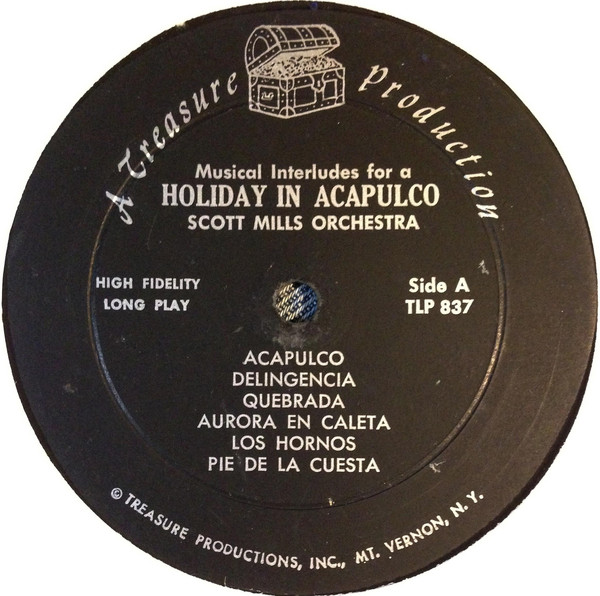 A Treasure Production
Musical Interludes for a
HOLIDAY IN ACAPULCO
SCOTT MILLS ORCHESTRA
HIGH FIDELITY
LONG PLAY
Side A
TLP 837
ACAPULCO
DELINGENCIA
QUEBRADA
AURORA EN CALETA
LOS HORNOS
PIE DE LA CUESTA
© TREASURE PRODUCTIONS, INC., MT. VERNON, N.Y.